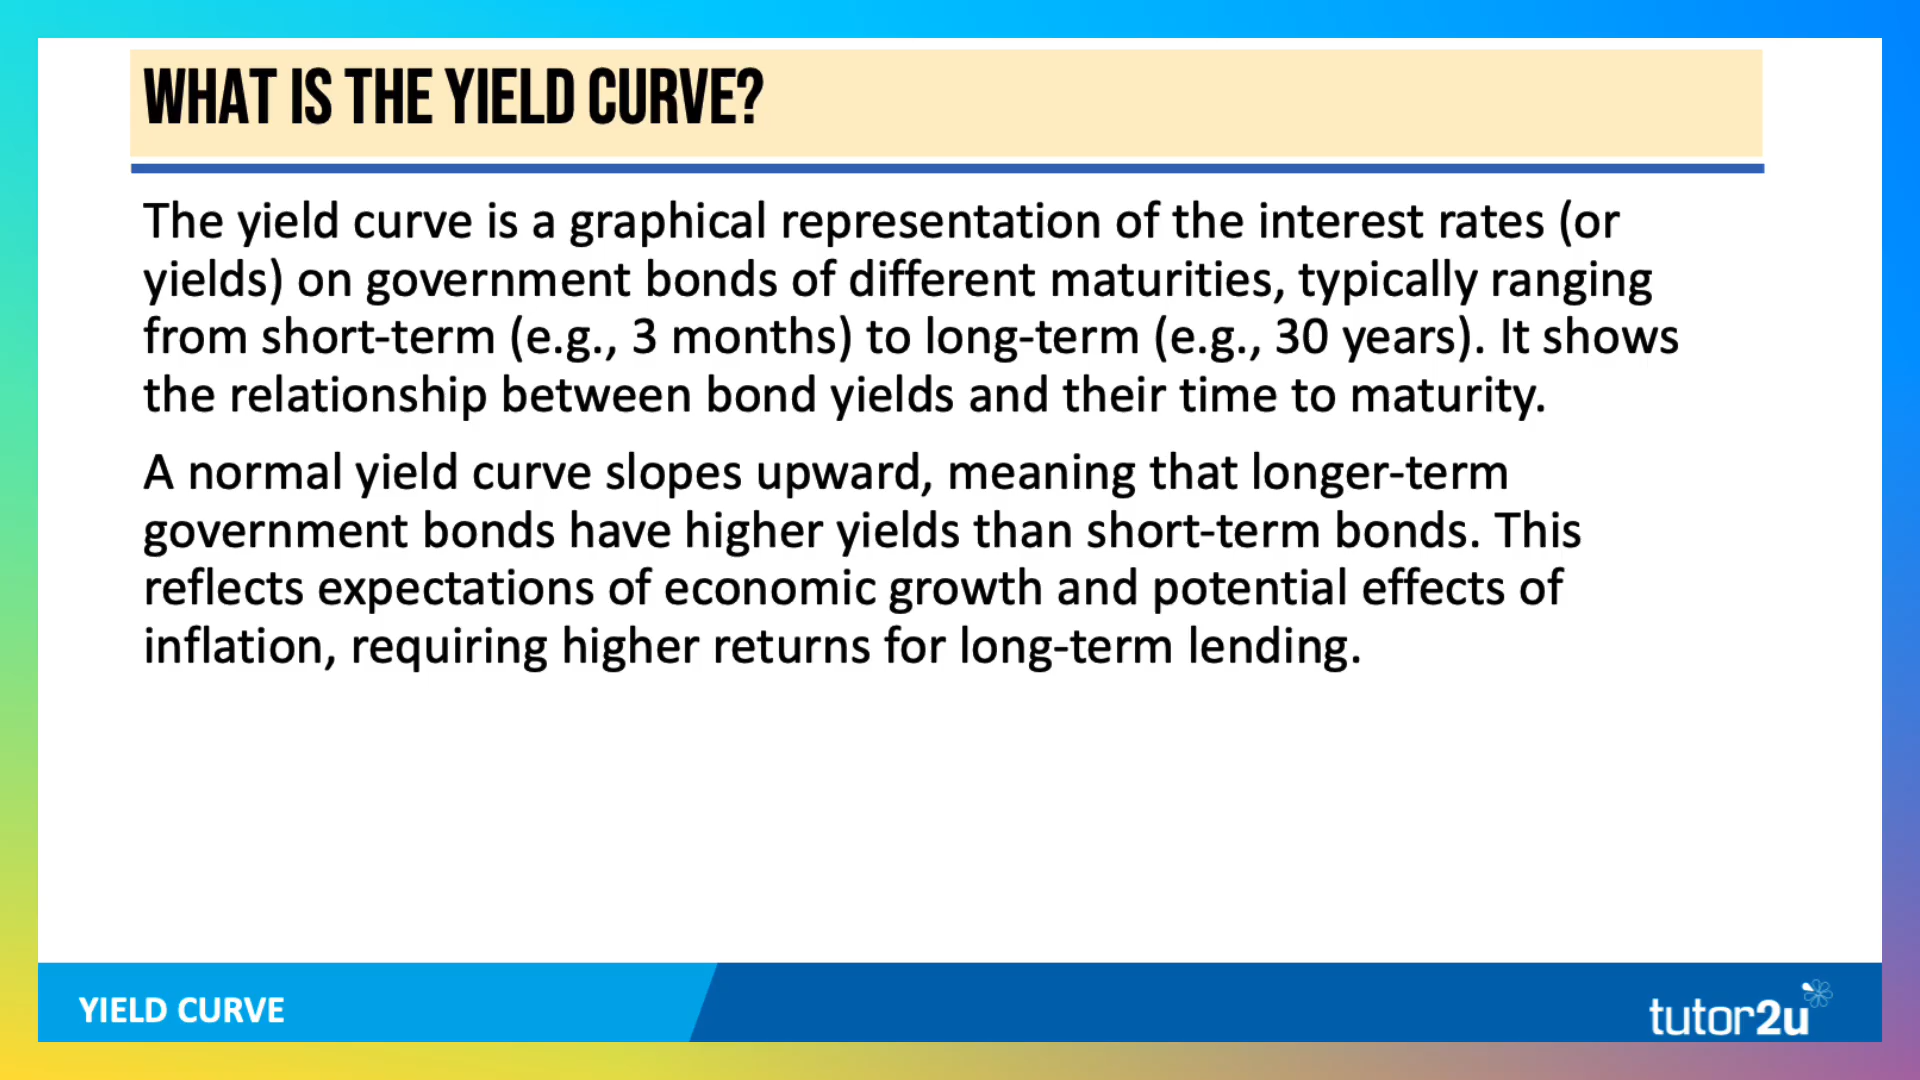 WHAT IS THE YIELD CURVE?
The yield curve is a graphical representation of the interest rates (or
yields) on government bonds of different maturities, typically ranging
from short-term (e.g., 3 months) to long-term (e.g., 30 years). It shows
the relationship between bond yields and their time to maturity.
A normal yield curve slopes upward, meaning that longer-term
government bonds have higher yields than short-term bonds. This
reflects expectations of economic growth and potential effects of
inflation, requiring higher returns for long-term lending.
YIELD CURVE
tutor2u